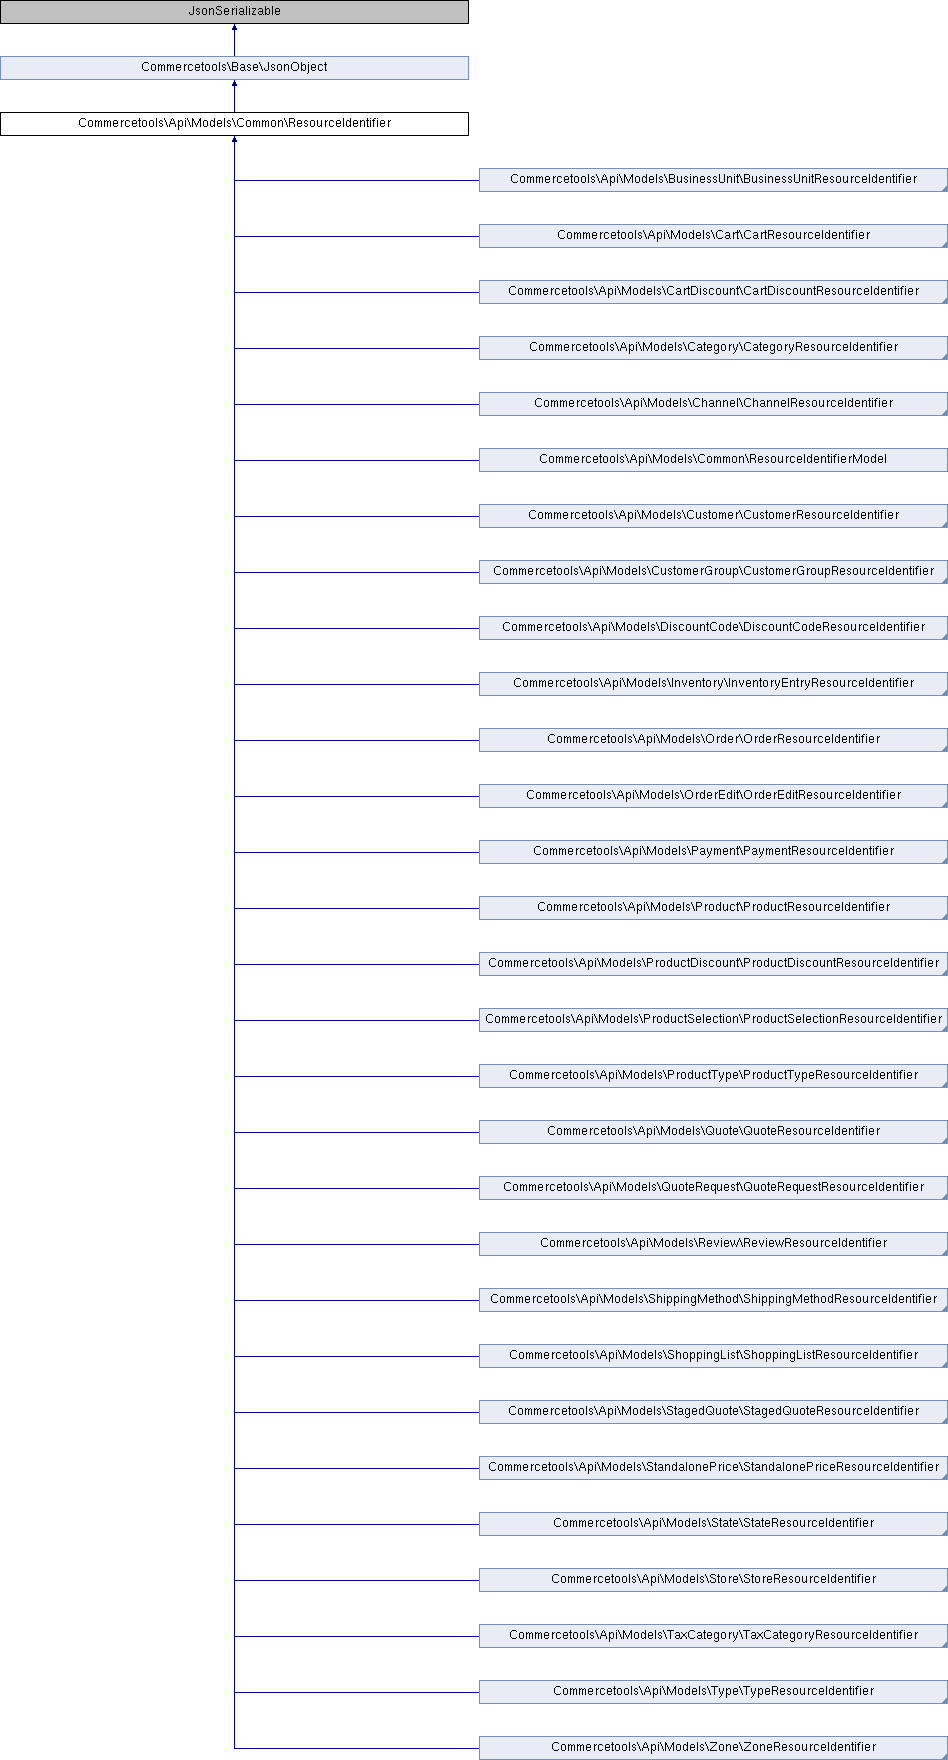 JsonSerializable
Commercetools\Base\JsonObject
Commercetools\Api\Models\Common\ResourceIdentifier
Commercetools\Api\Models\BusinessUnit\BusinessUnitResourceIdentifier
Commercetools\Api\Models\Cart\CartResourceIdentifier
Commercetools\Api\Models\CartDiscount\CartDiscountResourceIdentifier
Commercetools\Api\Models\Category\CategoryResourceIdentifier
Commercetools\Api\Models\Channel\ChannelResourceIdentifier
Commercetools\Api\Models\Common\ResourceIdentifierModel
Commercetools\Api\Models\Customer\CustomerResourceIdentifier
Commercetools\Api\Models\CustomerGroup\CustomerGroupResourceIdentifier
Commercetools\Api\Models\DiscountCode\DiscountCodeResourceIdentifier
Commercetools\Api\Models\Inventory\InventoryEntryResourceIdentifier
Commercetools\Api\Models\Order\OrderResourceIdentifier
Commercetools\Api\Models\OrderEdit\OrderEditResourceIdentifier
Commercetools\Api\Models\Payment\PaymentResourceIdentifier
Commercetools\Api\Models\Product\ProductResourceIdentifier
Commercetools\Api\Models\ProductDiscount\ProductDiscountResourceIdentifier
Commercetools\Api\Models\ProductSelection\ProductSelectionResourceIdentifier
Commercetools\Api\Models\ProductType\ProductTypeResourceIdentifier
Commercetools\Api\Models\Quote\QuoteResourceIdentifier
Commercetools\Api\Models\QuoteRequest\QuoteRequestResourceIdentifier
Commercetools\Api\Models\Review\ReviewResourceIdentifier
Commercetools\Api\Models\ShippingMethod\ShippingMethodResourceIdentifier
Commercetools\Api\Models\ShoppingList\ShoppingListResourceIdentifier
Commercetools\Api\Models\StagedQuote\StagedQuoteResourceIdentifier
Commercetools\Api\Models\StandalonePrice\StandalonePriceResourceIdentifier
Commercetools\Api\Models\State\StateResourceIdentifier
Commercetools\Api\Models\Store\StoreResourceIdentifier
Commercetools\Api\Models\TaxCategory\TaxCategoryResourceIdentifier
Commercetools\Api\Models\Type\TypeResourceIdentifier
Commercetools\Api\Models\Zone\ZoneResourceIdentifier